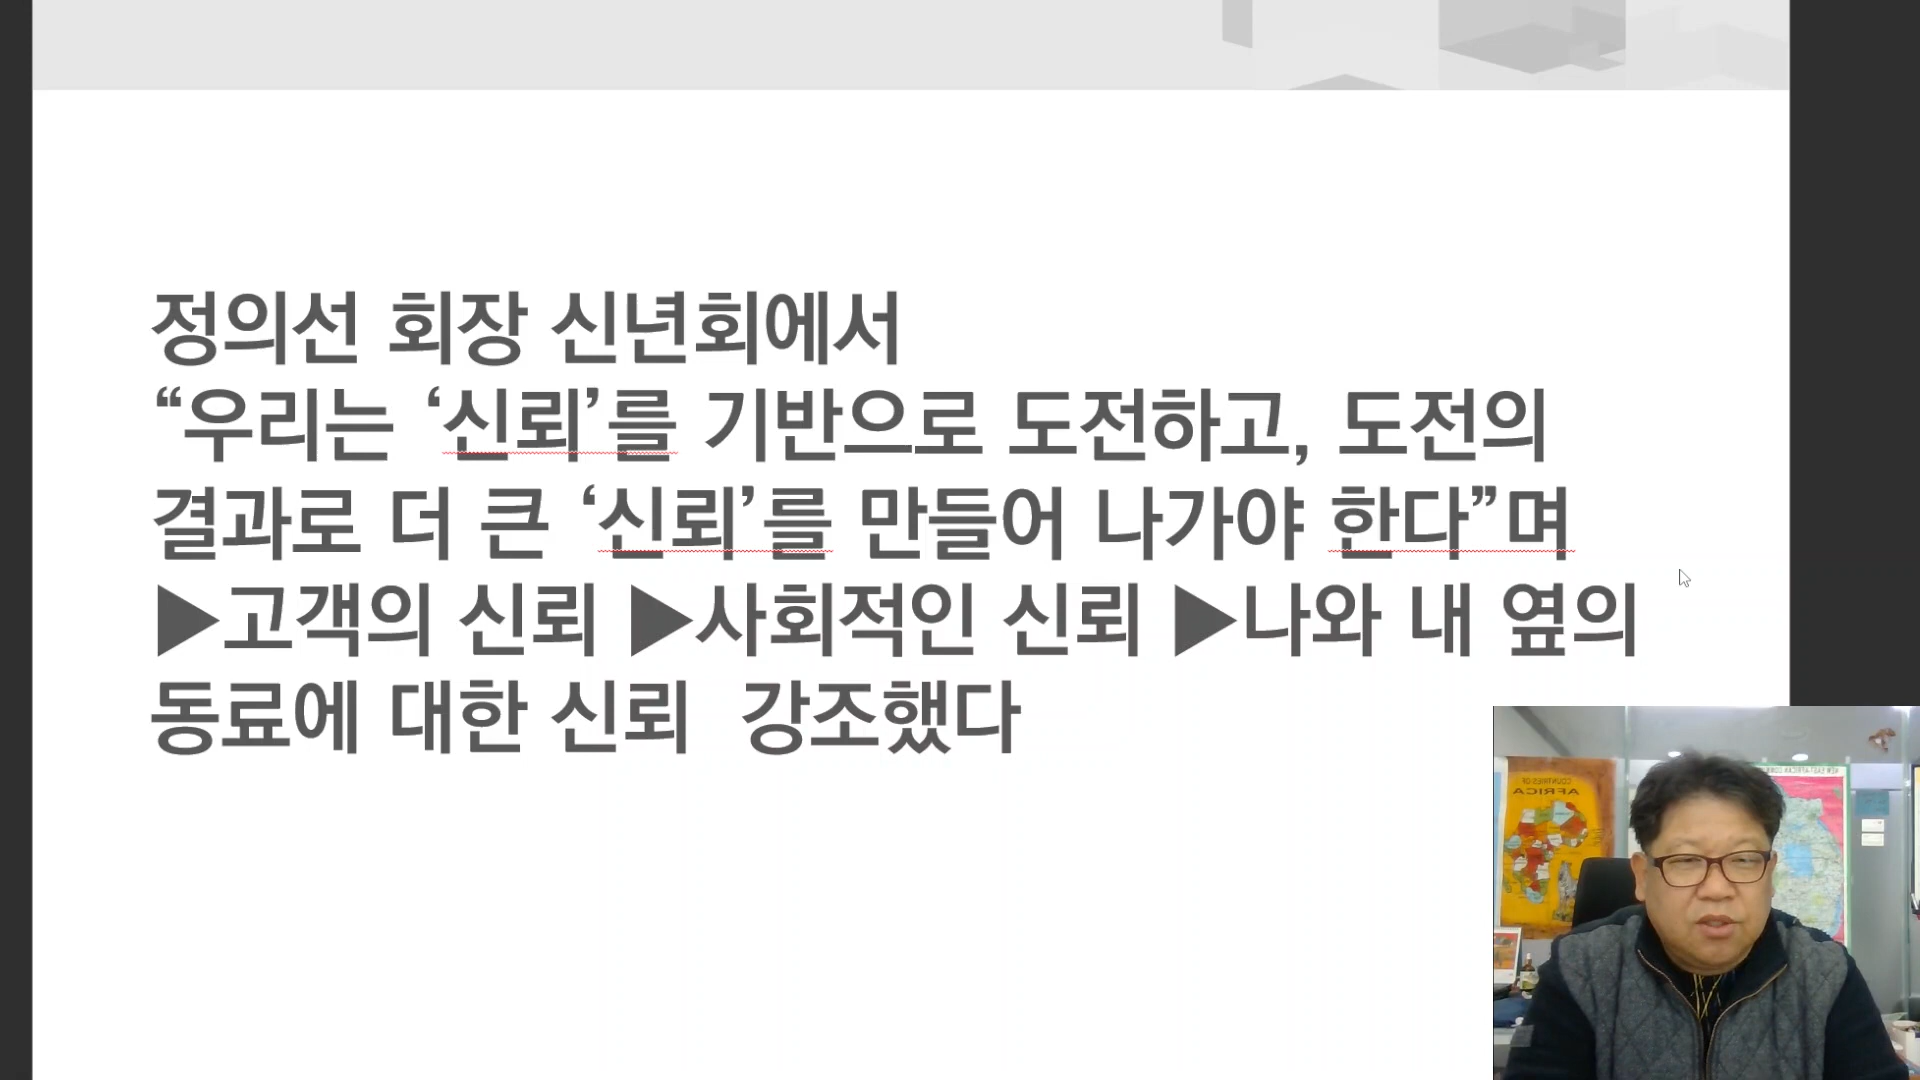 정의선 회장 신년회에서
“우리는 ‘신뢰’를 기반으로 도전하고, 도전의
결과로 더 큰 ‘신뢰’를 만들어 나가야 한다”며
▶고객의 신뢰 ▶사회적인 신뢰 ▶나와 내 옆의
동료에 대한 신뢰  강조했다
COUNTRIES OF
AFRICA